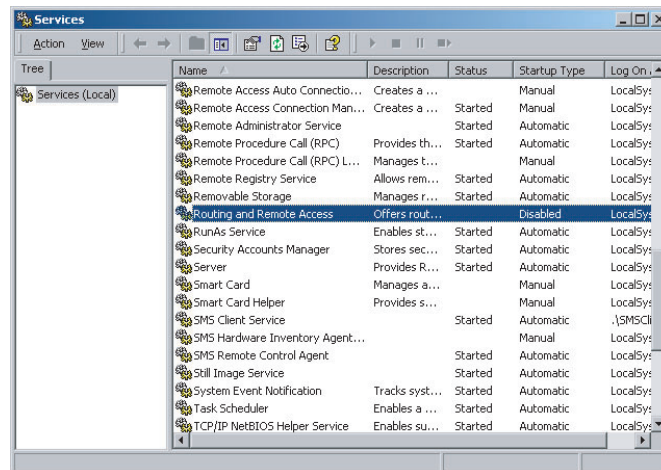 Services
Action View
Tree
Name Description Status Startup Type Log On
Services (Local)
Remote Access Auto Connectio... Creates a ... Manual LocalSys
Remote Access Connection Man... Creates a ... Started Manual LocalSys
Remote Administrator Service Started Automatic LocalSys
Remote Procedure Call (RPC) Provides th... Started Automatic LocalSys
Remote Procedure Call (RPC) L... Manages t... Manual LocalSys
Remote Registry Service Allows rem... Started Automatic LocalSys
Removable Storage Manages r... Started Automatic LocalSys
Routing and Remote Access Offers rout... Disabled LocalSys
RunAs Service Enables st... Started Automatic LocalSys
Security Accounts Manager Stores sec... Started Automatic LocalSys
Server Provides R... Started Automatic LocalSys
Smart Card Manages a... Manual LocalSys
Smart Card Helper Provides s... Manual LocalSys
SMS Client Service Started Automatic .\SMSCli
SMS Hardware Inventory Agent... Manual LocalSys
SMS Remote Control Agent Started Automatic LocalSys
Still Image Service Started Automatic LocalSys
System Event Notification Tracks syst... Started Automatic LocalSys
Task Scheduler Enables a ... Started Automatic LocalSys
TCP/IP NetBIOS Helper Service Enables su... Started Automatic LocalSys